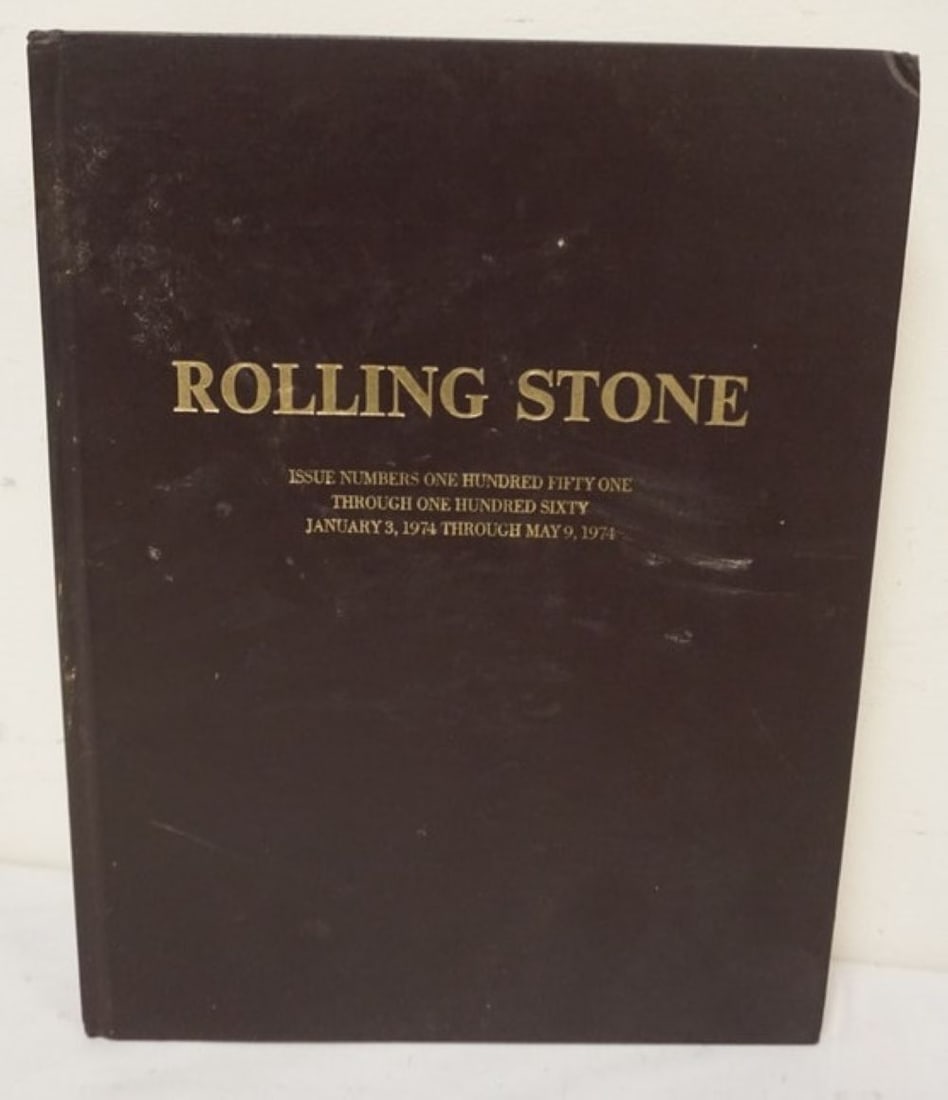 ROLLING STONE
ISSUE NUMBERS ONE HUNDRED FIFTY ONE
THROUGH ONE HUNDRED SIXTY
JANUARY 3, 1974 THROUGH MAY 9, 1974